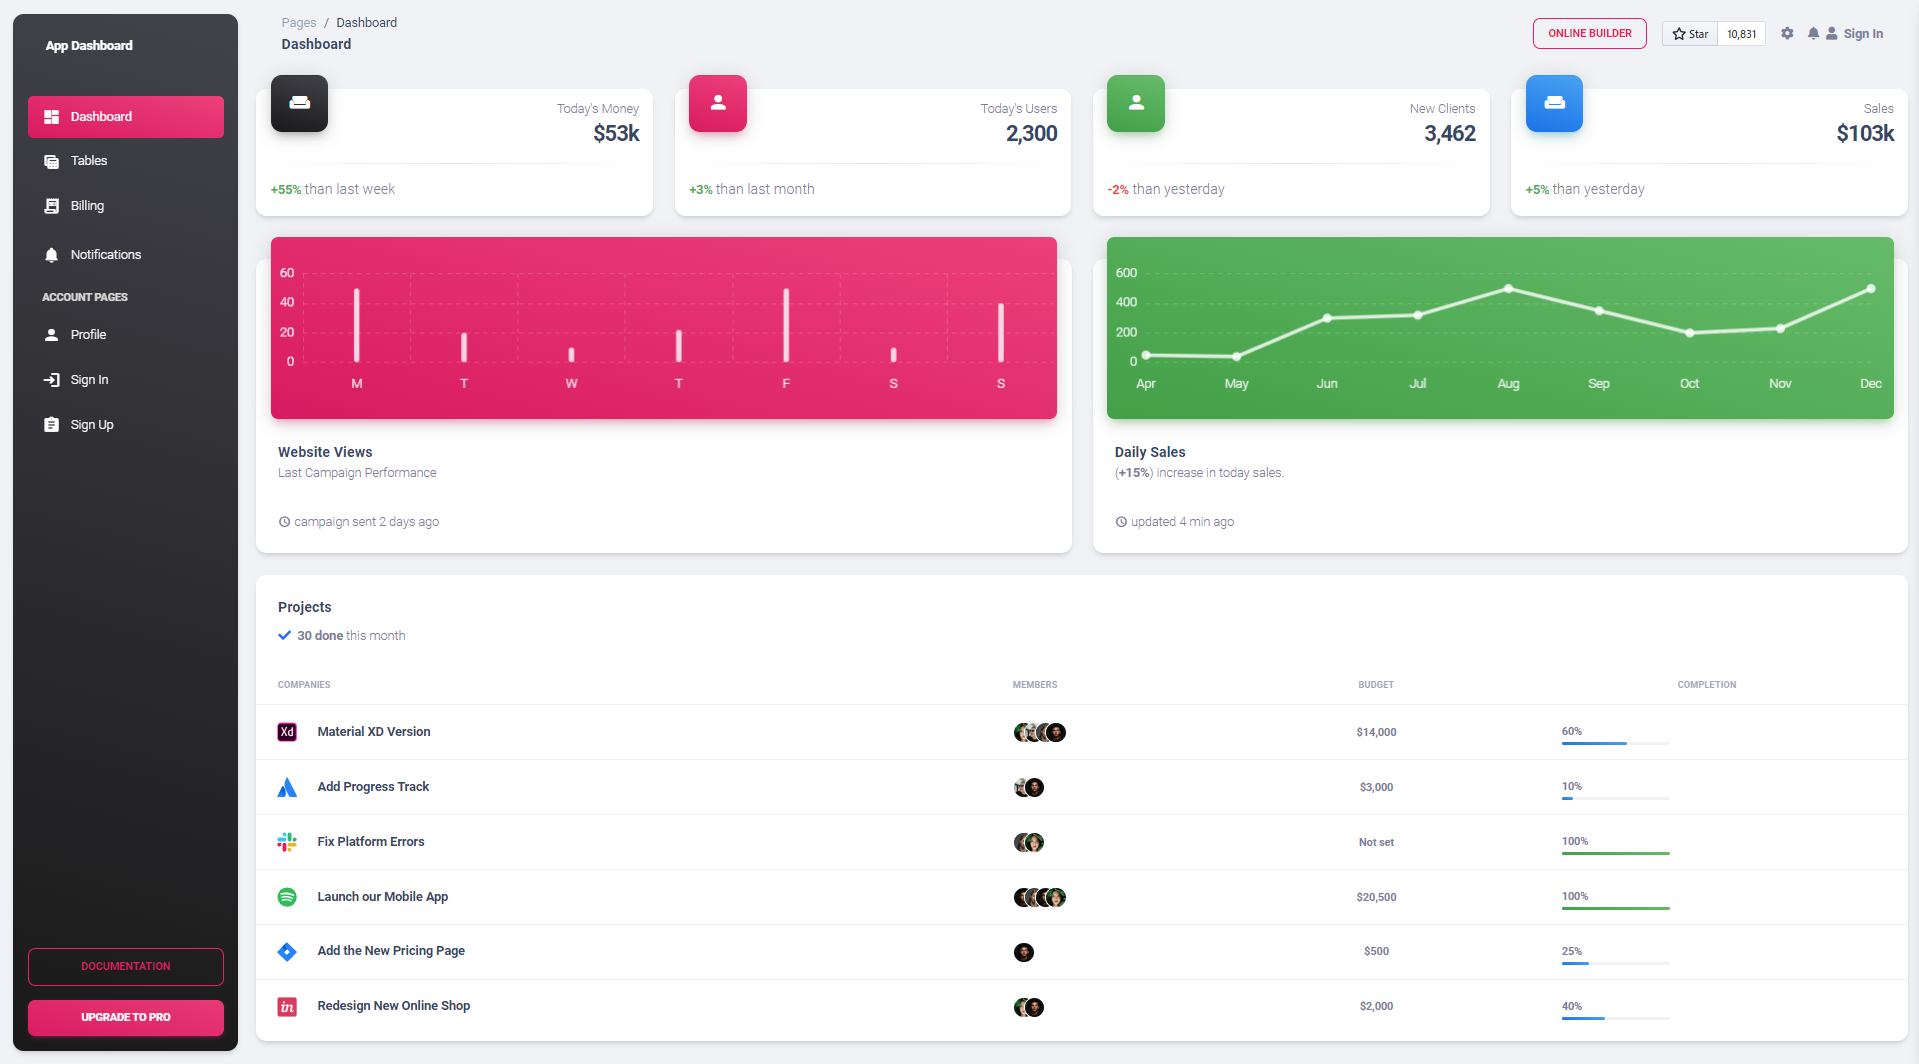 App Dashboard
Dashboard
Tables
Billing
Notifications
ACCOUNT PAGES
Profile
Sign In
Sign Up
DOCUMENTATION
UPGRADE TO PRO
Pages / Dashboard
Dashboard
ONLINE BUILDER
Star 10,831
Sign In
Today's Money
$53k
+55% than last week
Today's Users
2,300
+3% than last month
New Clients
3,462
-2% than yesterday
Sales
$103k
+5% than yesterday
60
40
20
0
M T W T F S S
Website Views
Last Campaign Performance
campaign sent 2 days ago
600
400
200
0
Apr May Jun Jul Aug Sep Oct Nov Dec
Daily Sales
(+15%) increase in today sales.
updated 4 min ago
Projects
30 done this month
COMPANIES MEMBERS BUDGET COMPLETION
Xd Material XD Version $14,000 60%
Add Progress Track $3,000 10%
Fix Platform Errors Not set 100%
Launch our Mobile App $20,500 100%
Add the New Pricing Page $500 25%
in Redesign New Online Shop $2,000 40%